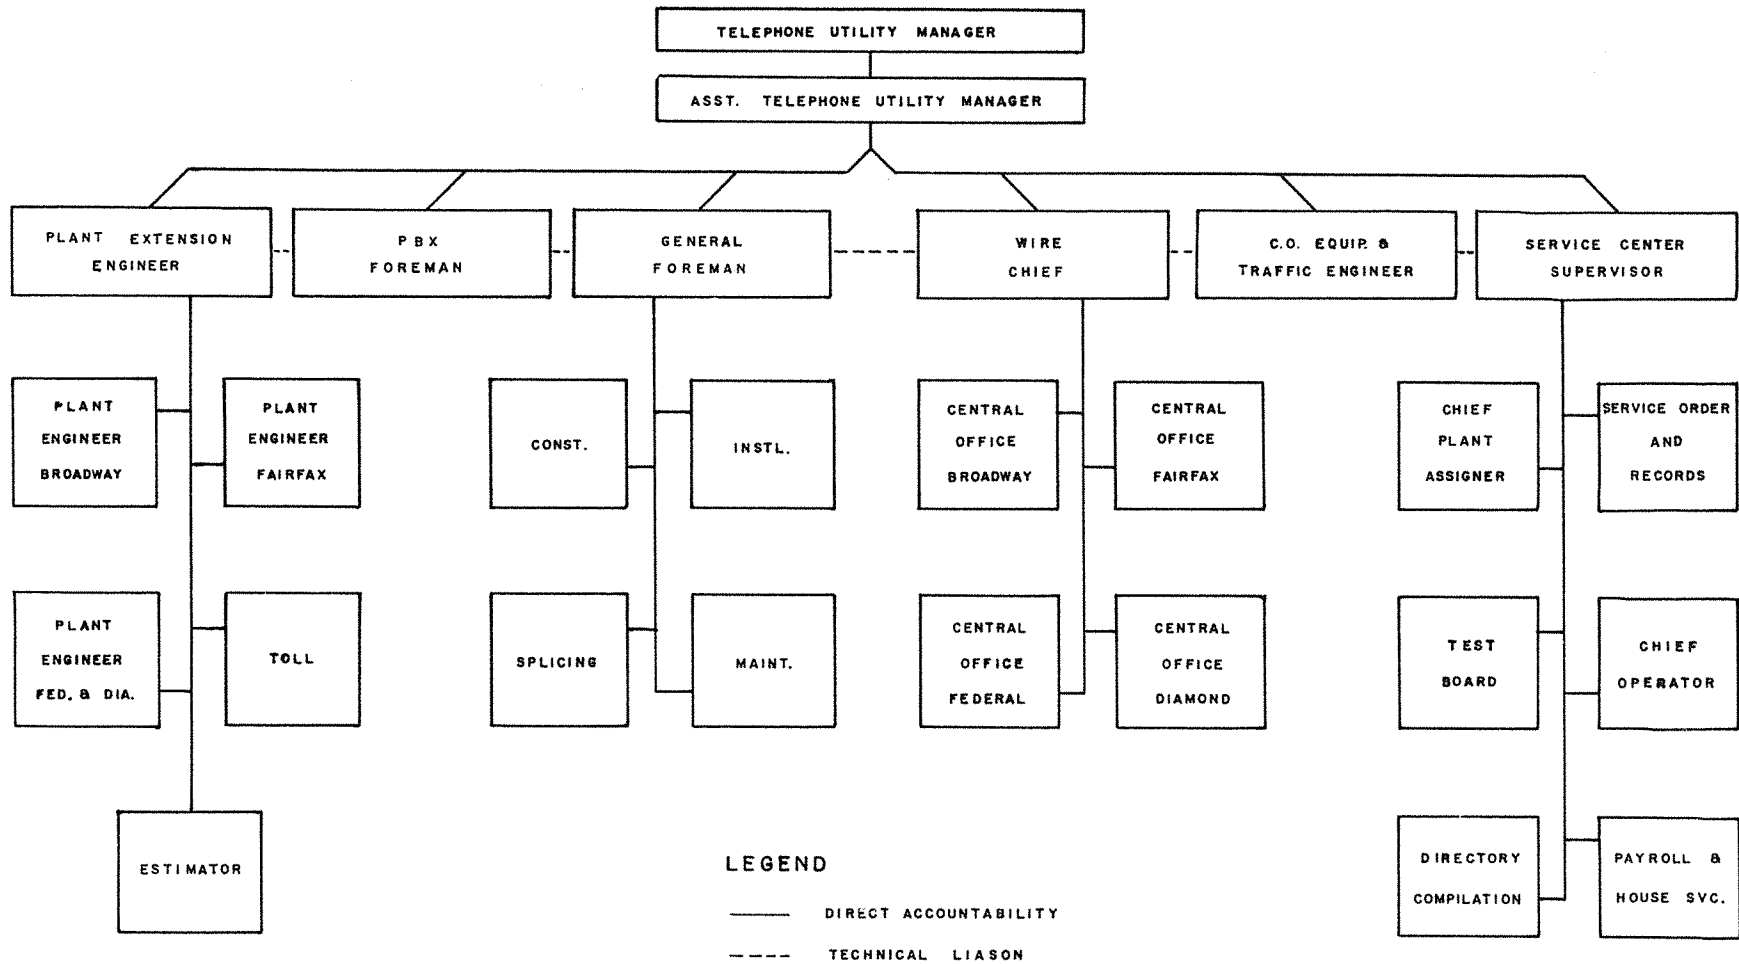 TELEPHONE UTILITY MANAGER
ASST. TELEPHONE UTILITY MANAGER
PLANT EXTENSION
ENGINEER
PBX
FOREMAN
GENERAL
FOREMAN
WIRE
CHIEF
C.O. EQUIP. &
TRAFFIC ENGINEER
SERVICE CENTER
SUPERVISOR
PLANT
ENGINEER
BROADWAY
PLANT
ENGINEER
FAIRFAX
CONST.
INSTL.
CENTRAL
OFFICE
BROADWAY
CENTRAL
OFFICE
FAIRFAX
CHIEF
PLANT
ASSIGNER
SERVICE ORDER
AND
RECORDS
PLANT
ENGINEER
FED. & DIA.
TOLL
SPLICING
MAINT.
CENTRAL
OFFICE
FEDERAL
CENTRAL
OFFICE
DIAMOND
TEST
BOARD
CHIEF
OPERATOR
ESTIMATOR
DIRECTORY
COMPILATION
PAYROLL &
HOUSE SVC.
LEGEND
DIRECT ACCOUNTABILITY
TECHNICAL LIASON